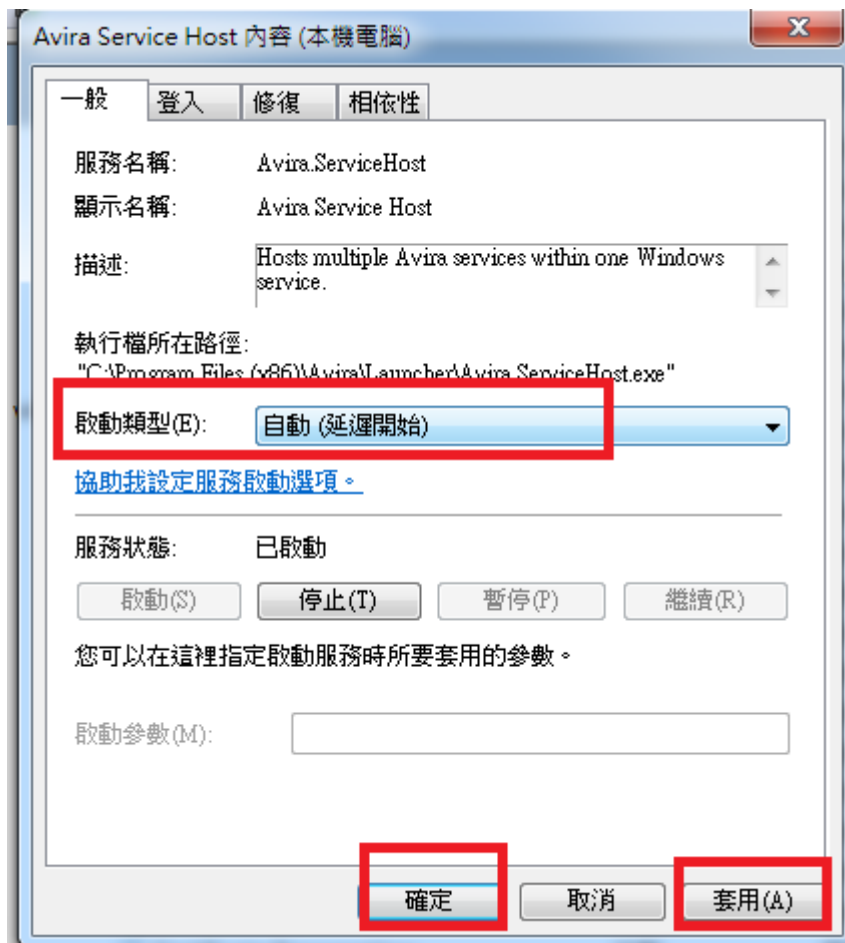 Avira Service Host 內容 (本機電腦)
一般 登入 修復 相依性
服務名稱: Avira.ServiceHost
顯示名稱: Avira Service Host
描述: Hosts multiple Avira services within one Windows
service.
執行檔所在路徑:
"C:\Program Files (x86)\Avira\Launcher\Avira.ServiceHost.exe"
啟動類型(E): 自動 (延遲開始)
協助我設定服務啟動選項。
服務狀態: 已啟動
啟動(S) 停止(T) 暫停(P) 繼續(R)
您可以在這裡指定啟動服務時所要套用的參數。
啟動參數(M):
確定 取消 套用(A)